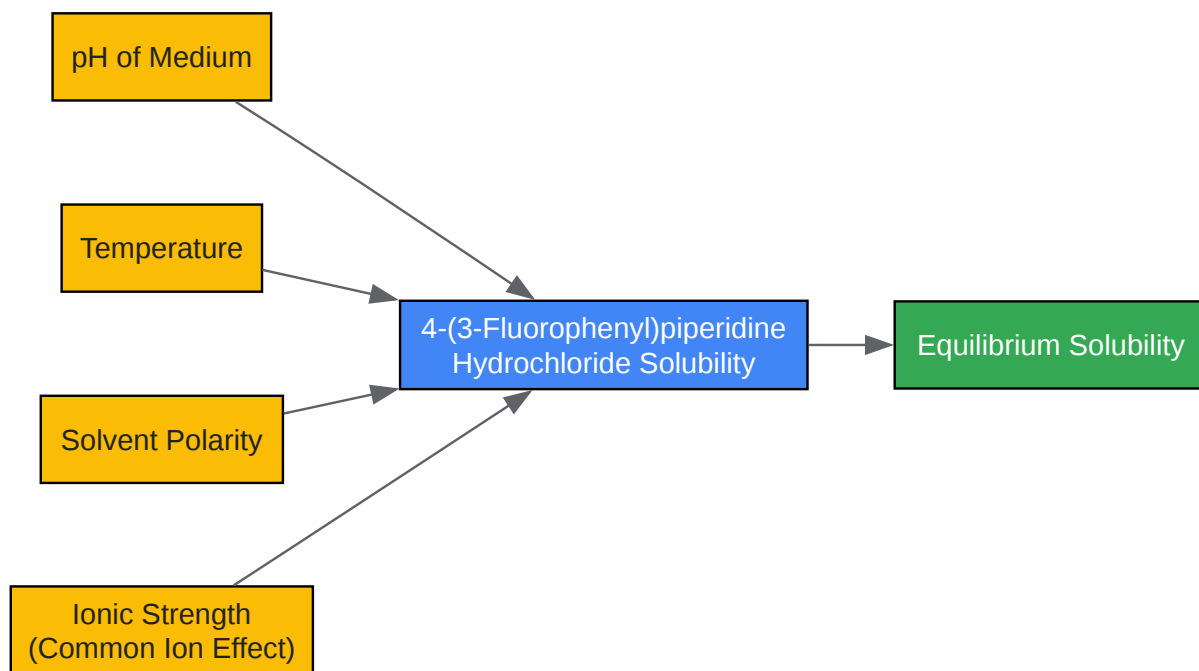 pH of Medium
Temperature
4-(3-Fluorophenyl)piperidine
Hydrochloride Solubility
Equilibrium Solubility
Solvent Polarity
Ionic Strength
(Common Ion Effect)